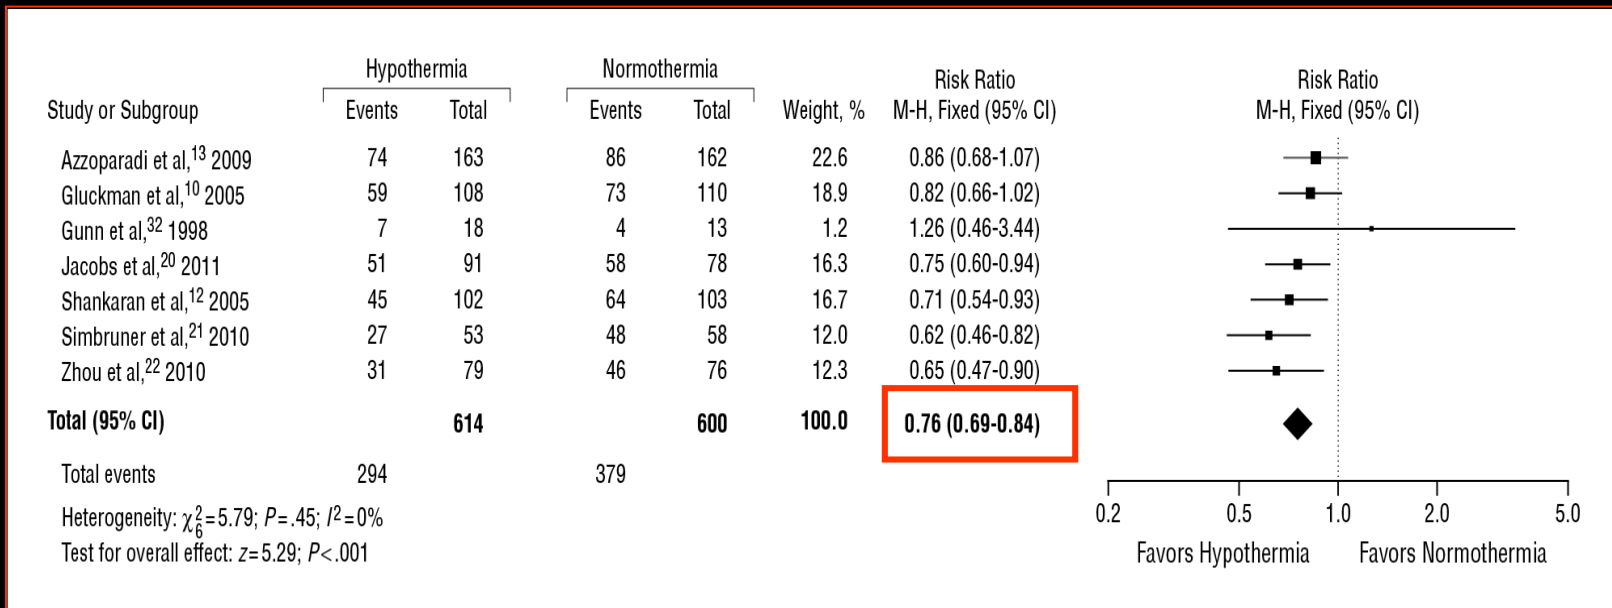 Hypothermia Normothermia Risk Ratio Risk Ratio
Study or Subgroup Events Total Events Total Weight, % M-H, Fixed (95% CI) M-H, Fixed (95% CI)
Azzoparadi et al,13 2009 74 163 86 162 22.6 0.86 (0.68-1.07)
Gluckman et al,10 2005 59 108 73 110 18.9 0.82 (0.66-1.02)
Gunn et al,32 1998 7 18 4 13 1.2 1.26 (0.46-3.44)
Jacobs et al,20 2011 51 91 58 78 16.3 0.75 (0.60-0.94)
Shankaran et al,12 2005 45 102 64 103 16.7 0.71 (0.54-0.93)
Simbruner et al,21 2010 27 53 48 58 12.0 0.62 (0.46-0.82)
Zhou et al,22 2010 31 79 46 76 12.3 0.65 (0.47-0.90)
Total (95% CI) 614 600 100.0 0.76 (0.69-0.84)
Total events 294 379
Heterogeneity: χ²₆=5.79; P=.45; I²=0%
Test for overall effect: z=5.29; P<.001
0.2 0.5 1.0 2.0 5.0
Favors Hypothermia Favors Normothermia